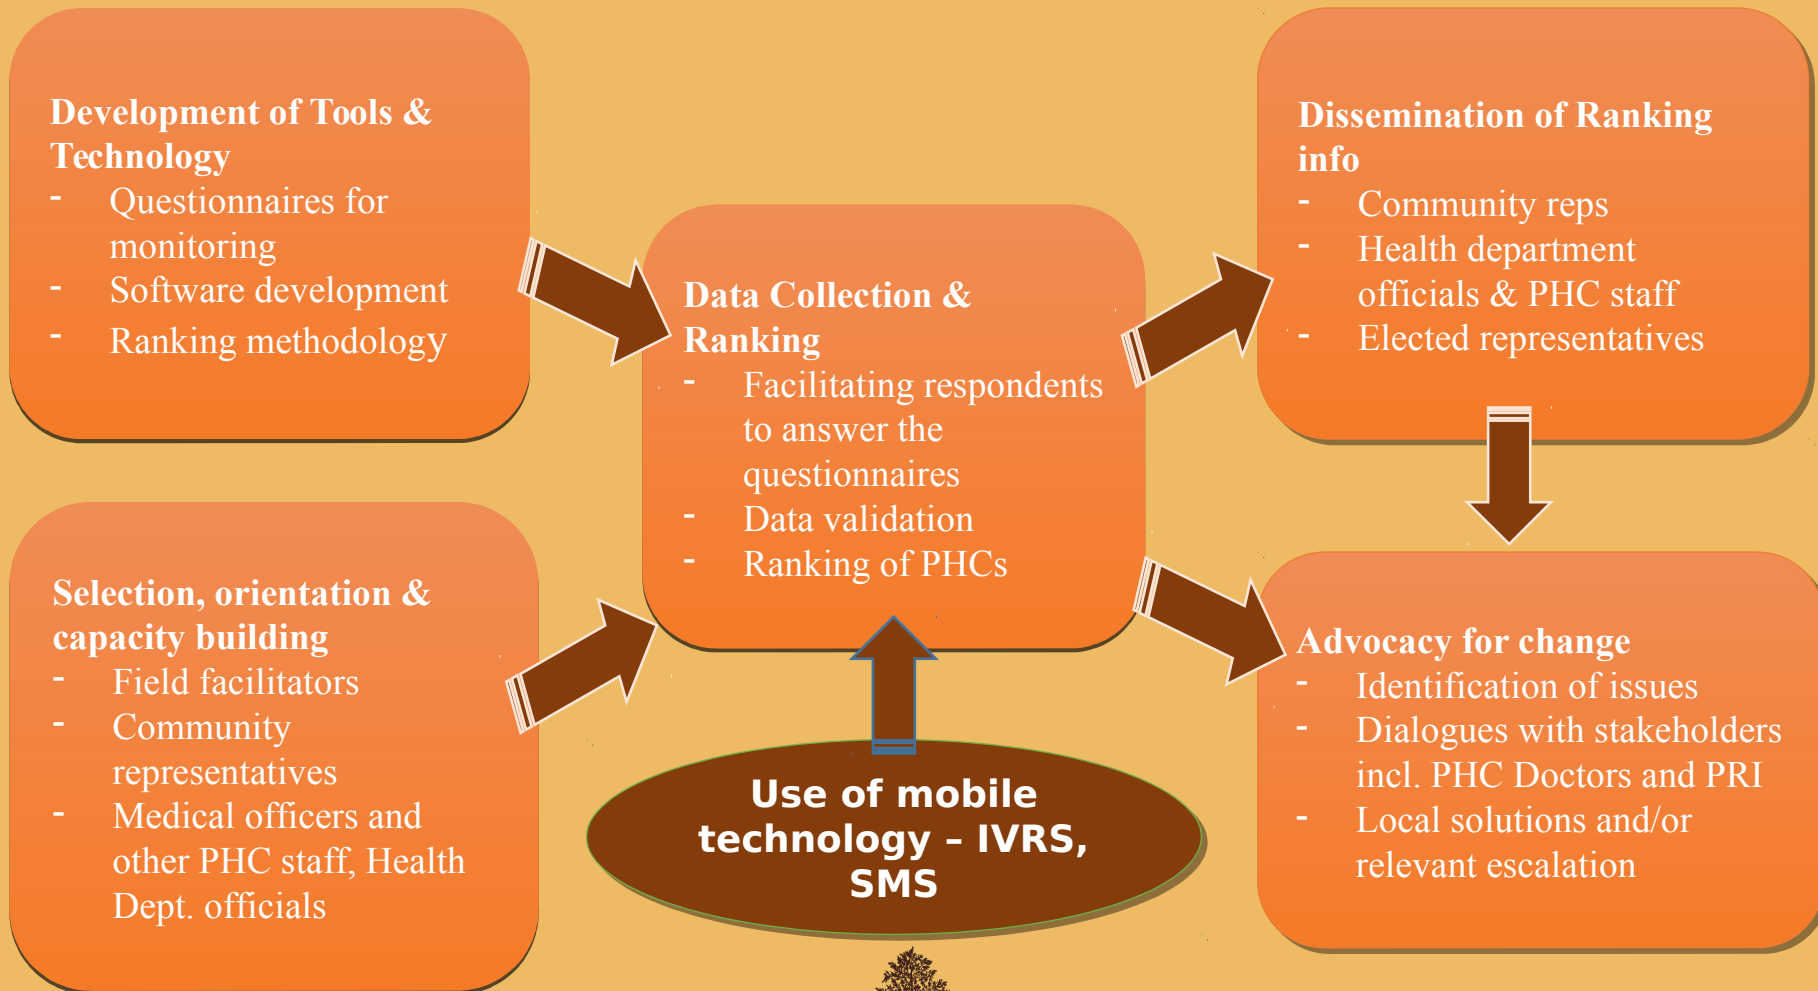 Development of Tools &
Technology
- Questionnaires for
monitoring
- Software development
- Ranking methodology
Selection, orientation &
capacity building
- Field facilitators
- Community
representatives
- Medical officers and
other PHC staff, Health
Dept. officials
Data Collection &
Ranking
- Facilitating respondents
to answer the
questionnaires
- Data validation
- Ranking of PHCs
Use of mobile
technology – IVRS,
SMS
Dissemination of Ranking
info
- Community reps
- Health department
officials & PHC staff
- Elected representatives
Advocacy for change
- Identification of issues
- Dialogues with stakeholders
incl. PHC Doctors and PRI
- Local solutions and/or
relevant escalation